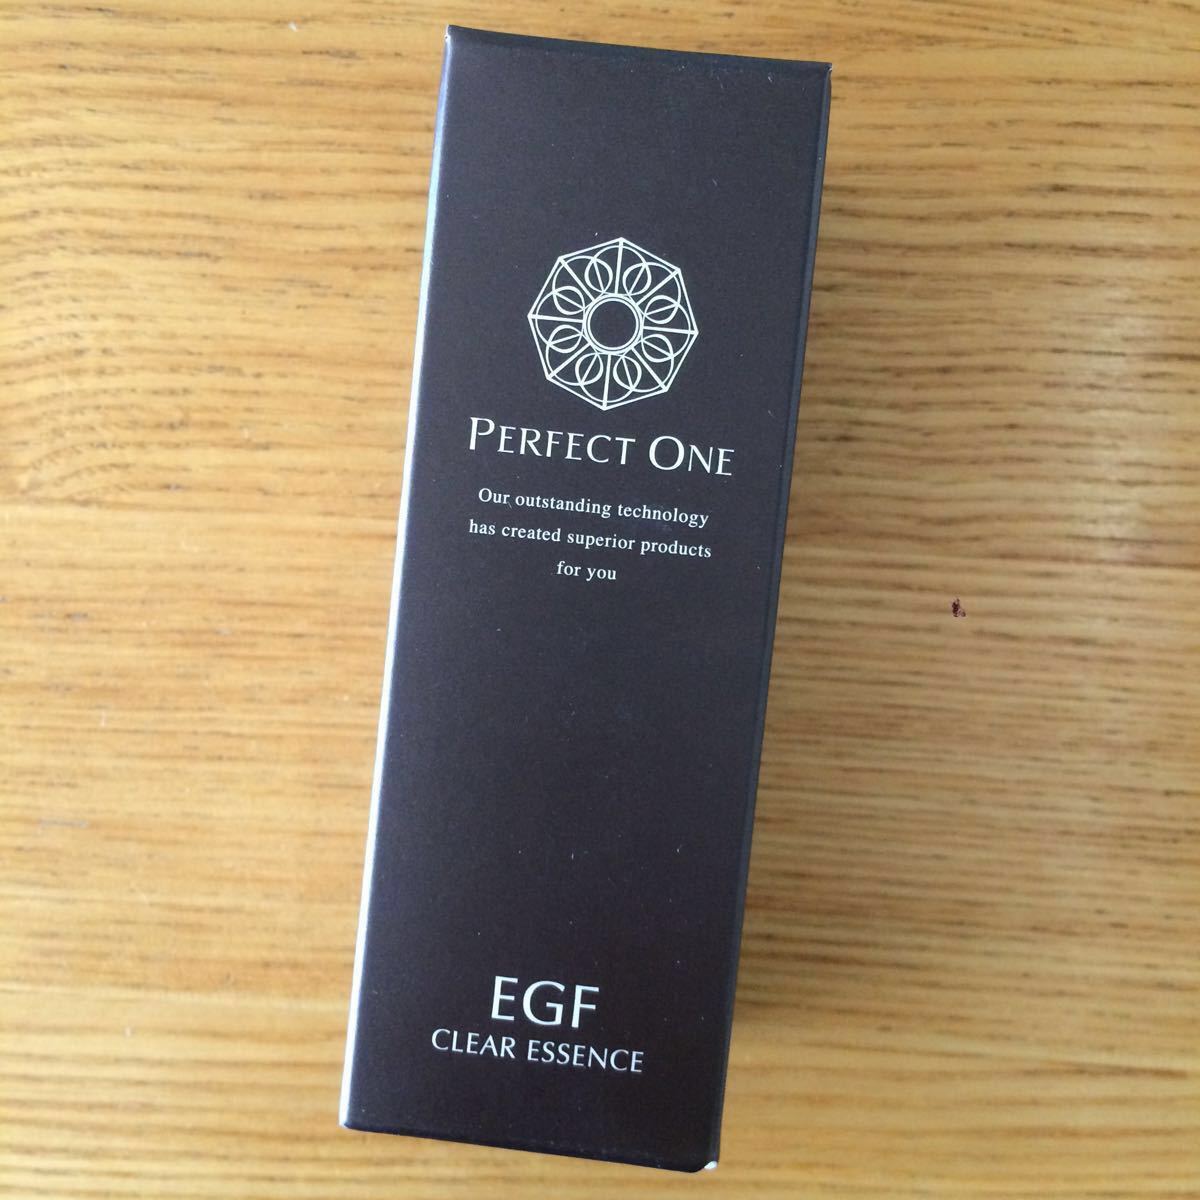 PERFECT ONE
Our outstanding technology
has created superior products
for you
EGF
CLEAR ESSENCE